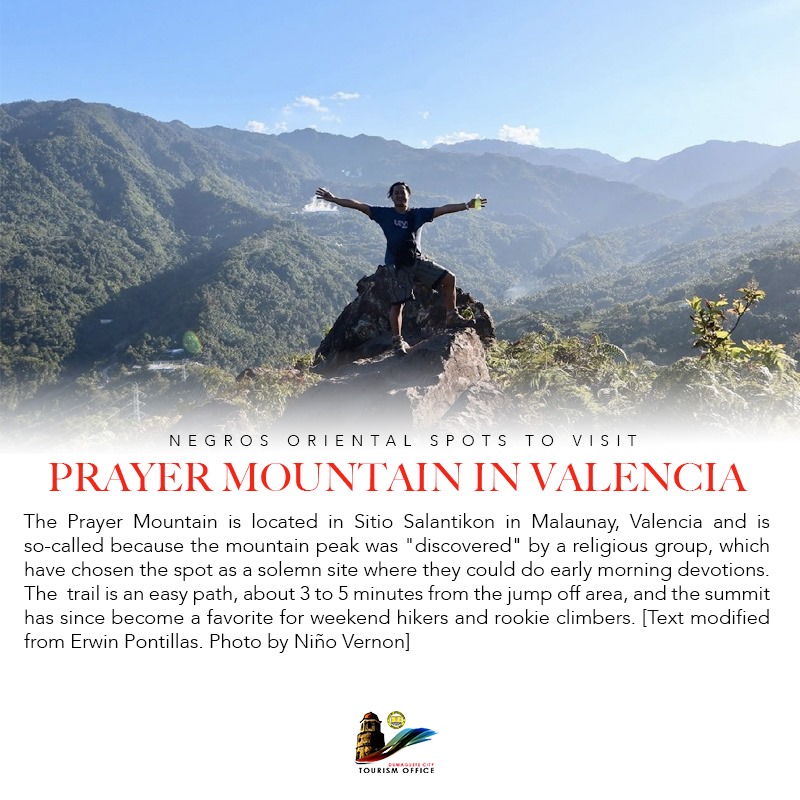 NEGROS ORIENTAL SPOTS TO VISIT
PRAYER MOUNTAIN IN VALENCIA
The Prayer Mountain is located in Sitio Salantikon in Malaunay, Valencia and is
so-called because the mountain peak was "discovered" by a religious group, which
have chosen the spot as a solemn site where they could do early morning devotions.
The trail is an easy path, about 3 to 5 minutes from the jump off area, and the summit
has since become a favorite for weekend hikers and rookie climbers. [Text modified
from Erwin Pontillas. Photo by Niño Vernon]
DUMAGUETE CITY
TOURISM OFFICE